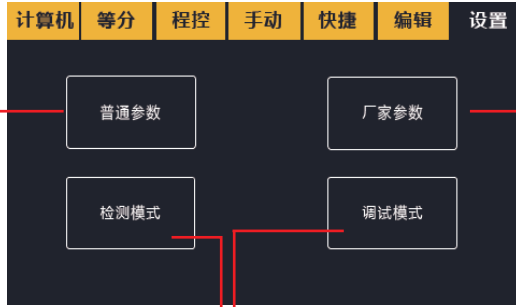 计算机 等分 程控 手动 快捷 编辑 设置
普通参数 厂家参数
检测模式 调试模式